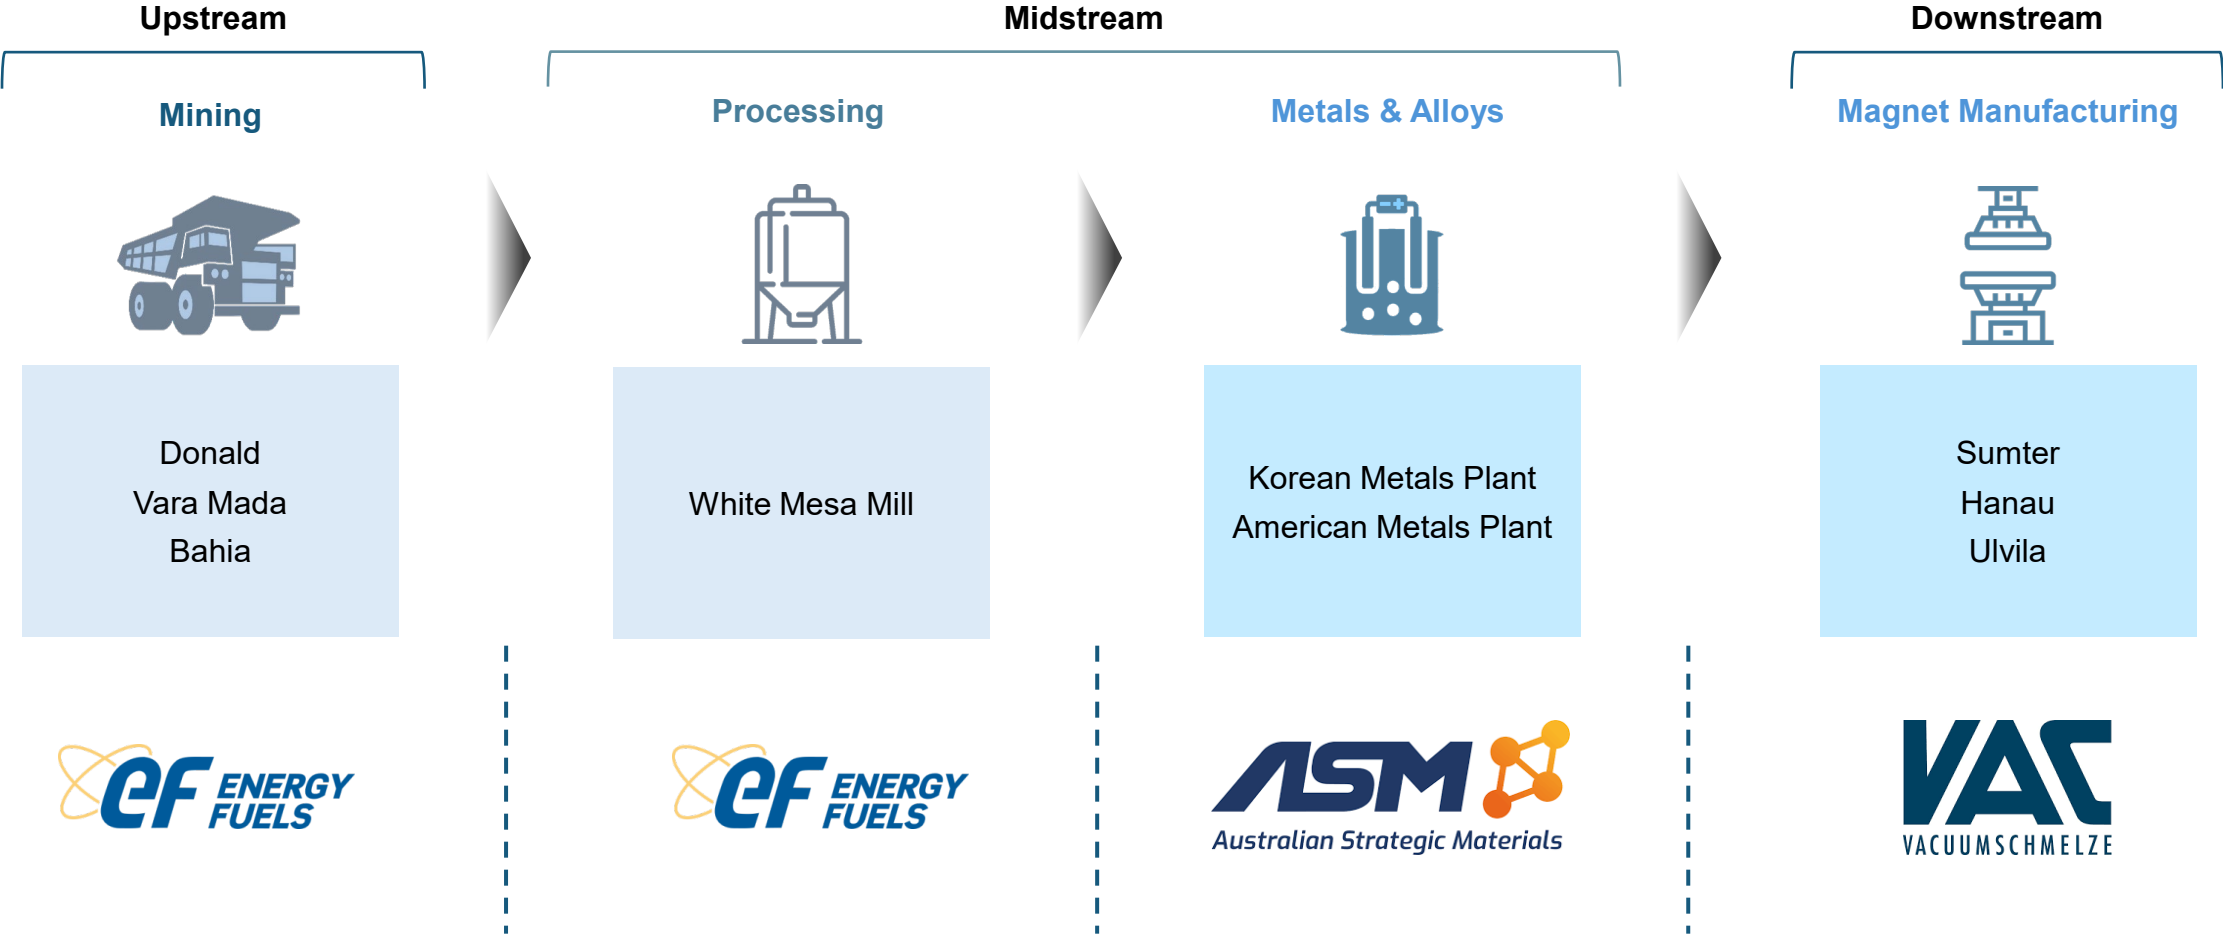 Upstream
Midstream
Downstream
Mining
Processing
Metals & Alloys
Magnet Manufacturing
Donald
Vara Mada
Bahia
White Mesa Mill
Korean Metals Plant
American Metals Plant
Sumter
Hanau
Ulvila
eF ENERGY
FUELS
eF ENERGY
FUELS
ASM
Australian Strategic Materials
VAC
VACUUMSCHMELZE